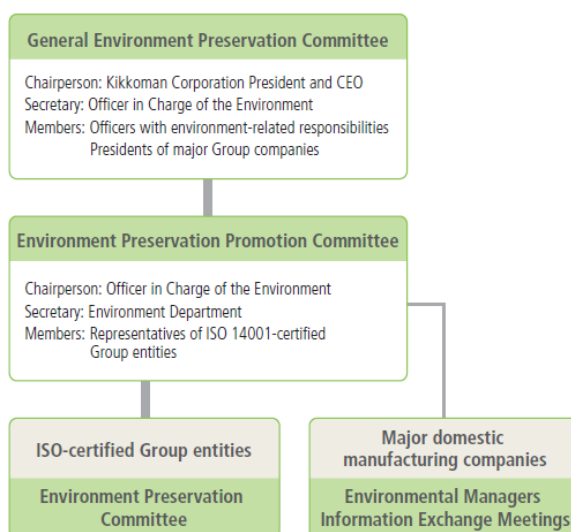 General Environment Preservation Committee
Chairperson: Kikkoman Corporation President and CEO
Secretary: Officer in Charge of the Environment
Members: Officers with environment-related responsibilities
Presidents of major Group companies
Environment Preservation Promotion Committee
Chairperson: Officer in Charge of the Environment
Secretary: Environment Department
Members: Representatives of ISO 14001-certified
Group entities
ISO-certified Group entities
Environment Preservation
Committee
Major domestic
manufacturing companies
Environmental Managers
Information Exchange Meetings